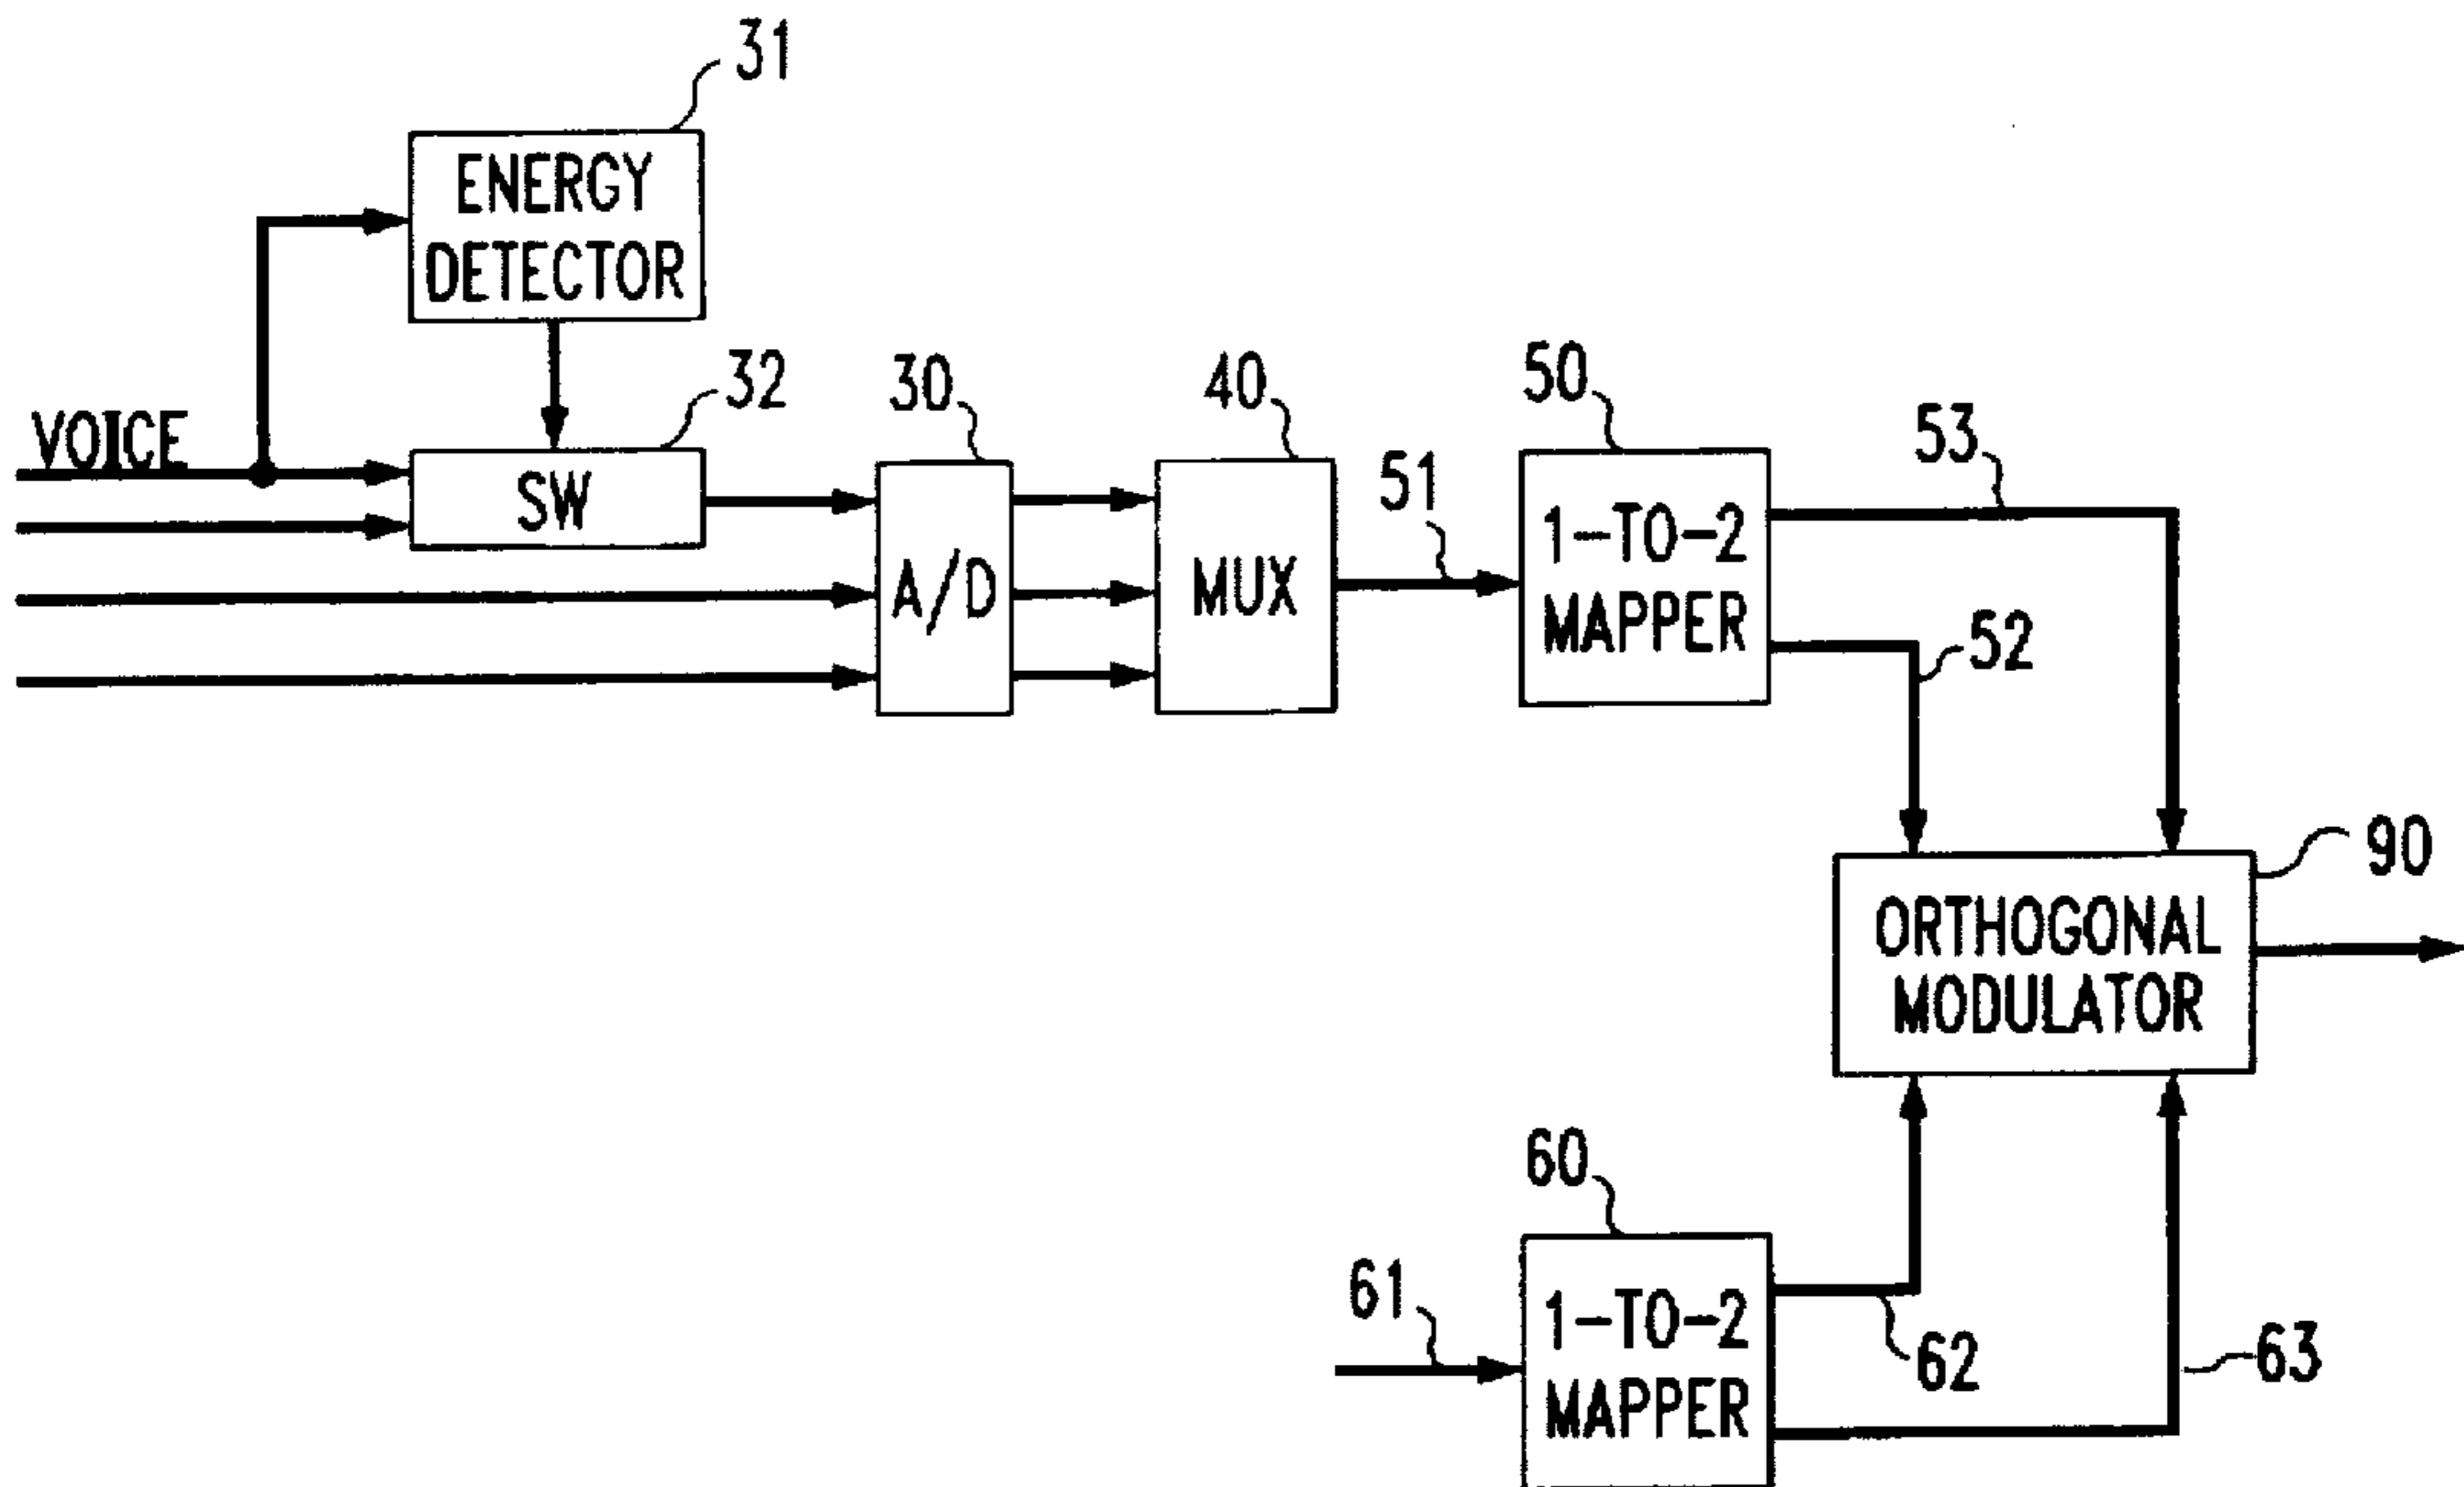 31
ENERGY
DETECTOR
32
30
40
50
VOICE
SW
51
53
A/D
MUX
1-TO-2
MAPPER
52
90
ORTHOGONAL
MODULATOR
60
61
1-TO-2
MAPPER
62
63